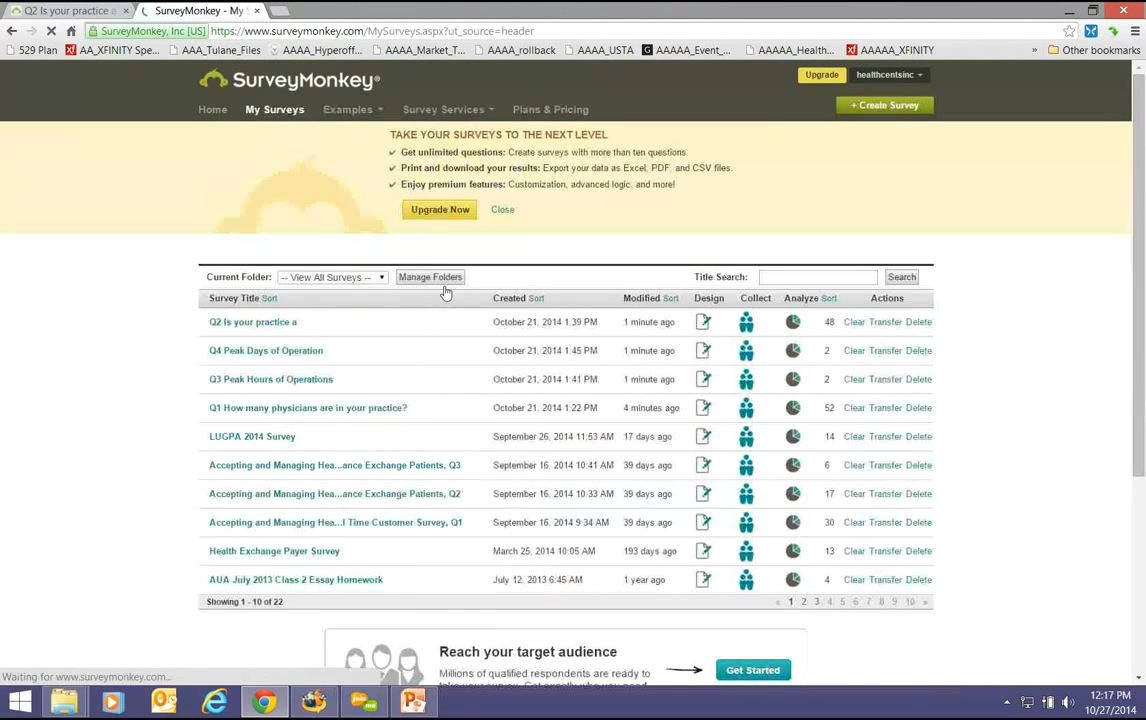 Q2 Is your practice a
SurveyMonkey - My S
SurveyMonkey, Inc [US] https://www.surveymonkey.com/MySurveys.aspx?ut_source=header
529 Plan AA_XFINITY Spe... AAA_Tulane_Files AAAA_Hyperoff... AAAA_Market_T... AAAA_rollback AAAA_USTA AAAAA_Event_... AAAAA_Health... AAAAA_XFINITY » Other bookmarks
SurveyMonkey® Upgrade healthcentsinc
Home My Surveys Examples Survey Services Plans & Pricing + Create Survey
TAKE YOUR SURVEYS TO THE NEXT LEVEL
✔ Get unlimited questions: Create surveys with more than ten questions.
✔ Print and download your results: Export your data as Excel, PDF, and CSV files.
✔ Enjoy premium features: Customization, advanced logic, and more!
Upgrade Now Close
Current Folder: -- View All Surveys -- Manage Folders Title Search: Search
Survey Title Sort Created Sort Modified Sort Design Collect Analyze Sort Actions
Q2 Is your practice a October 21, 2014 1:39 PM 1 minute ago 48 Clear Transfer Delete
Q4 Peak Days of Operation October 21, 2014 1:45 PM 1 minute ago 2 Clear Transfer Delete
Q3 Peak Hours of Operations October 21, 2014 1:41 PM 1 minute ago 2 Clear Transfer Delete
Q1 How many physicians are in your practice? October 21, 2014 1:22 PM 4 minutes ago 52 Clear Transfer Delete
LUGPA 2014 Survey September 26, 2014 11:53 AM 17 days ago 14 Clear Transfer Delete
Accepting and Managing Hea...ance Exchange Patients, Q3 September 16, 2014 10:41 AM 39 days ago 6 Clear Transfer Delete
Accepting and Managing Hea...ance Exchange Patients, Q2 September 16, 2014 10:33 AM 39 days ago 17 Clear Transfer Delete
Accepting and Managing Hea...l Time Customer Survey, Q1 September 16, 2014 9:34 AM 39 days ago 30 Clear Transfer Delete
Health Exchange Payer Survey March 25, 2014 10:05 AM 193 days ago 13 Clear Transfer Delete
AUA July 2013 Class 2 Essay Homework July 12, 2013 6:45 AM 1 year ago 4 Clear Transfer Delete
Showing 1 - 10 of 22 « 1 2 3 4 5 6 7 8 9 10 »
Reach your target audience
Millions of qualified respondents are ready to
Get Started
Waiting for www.surveymonkey.com...
12:17 PM
10/27/2014